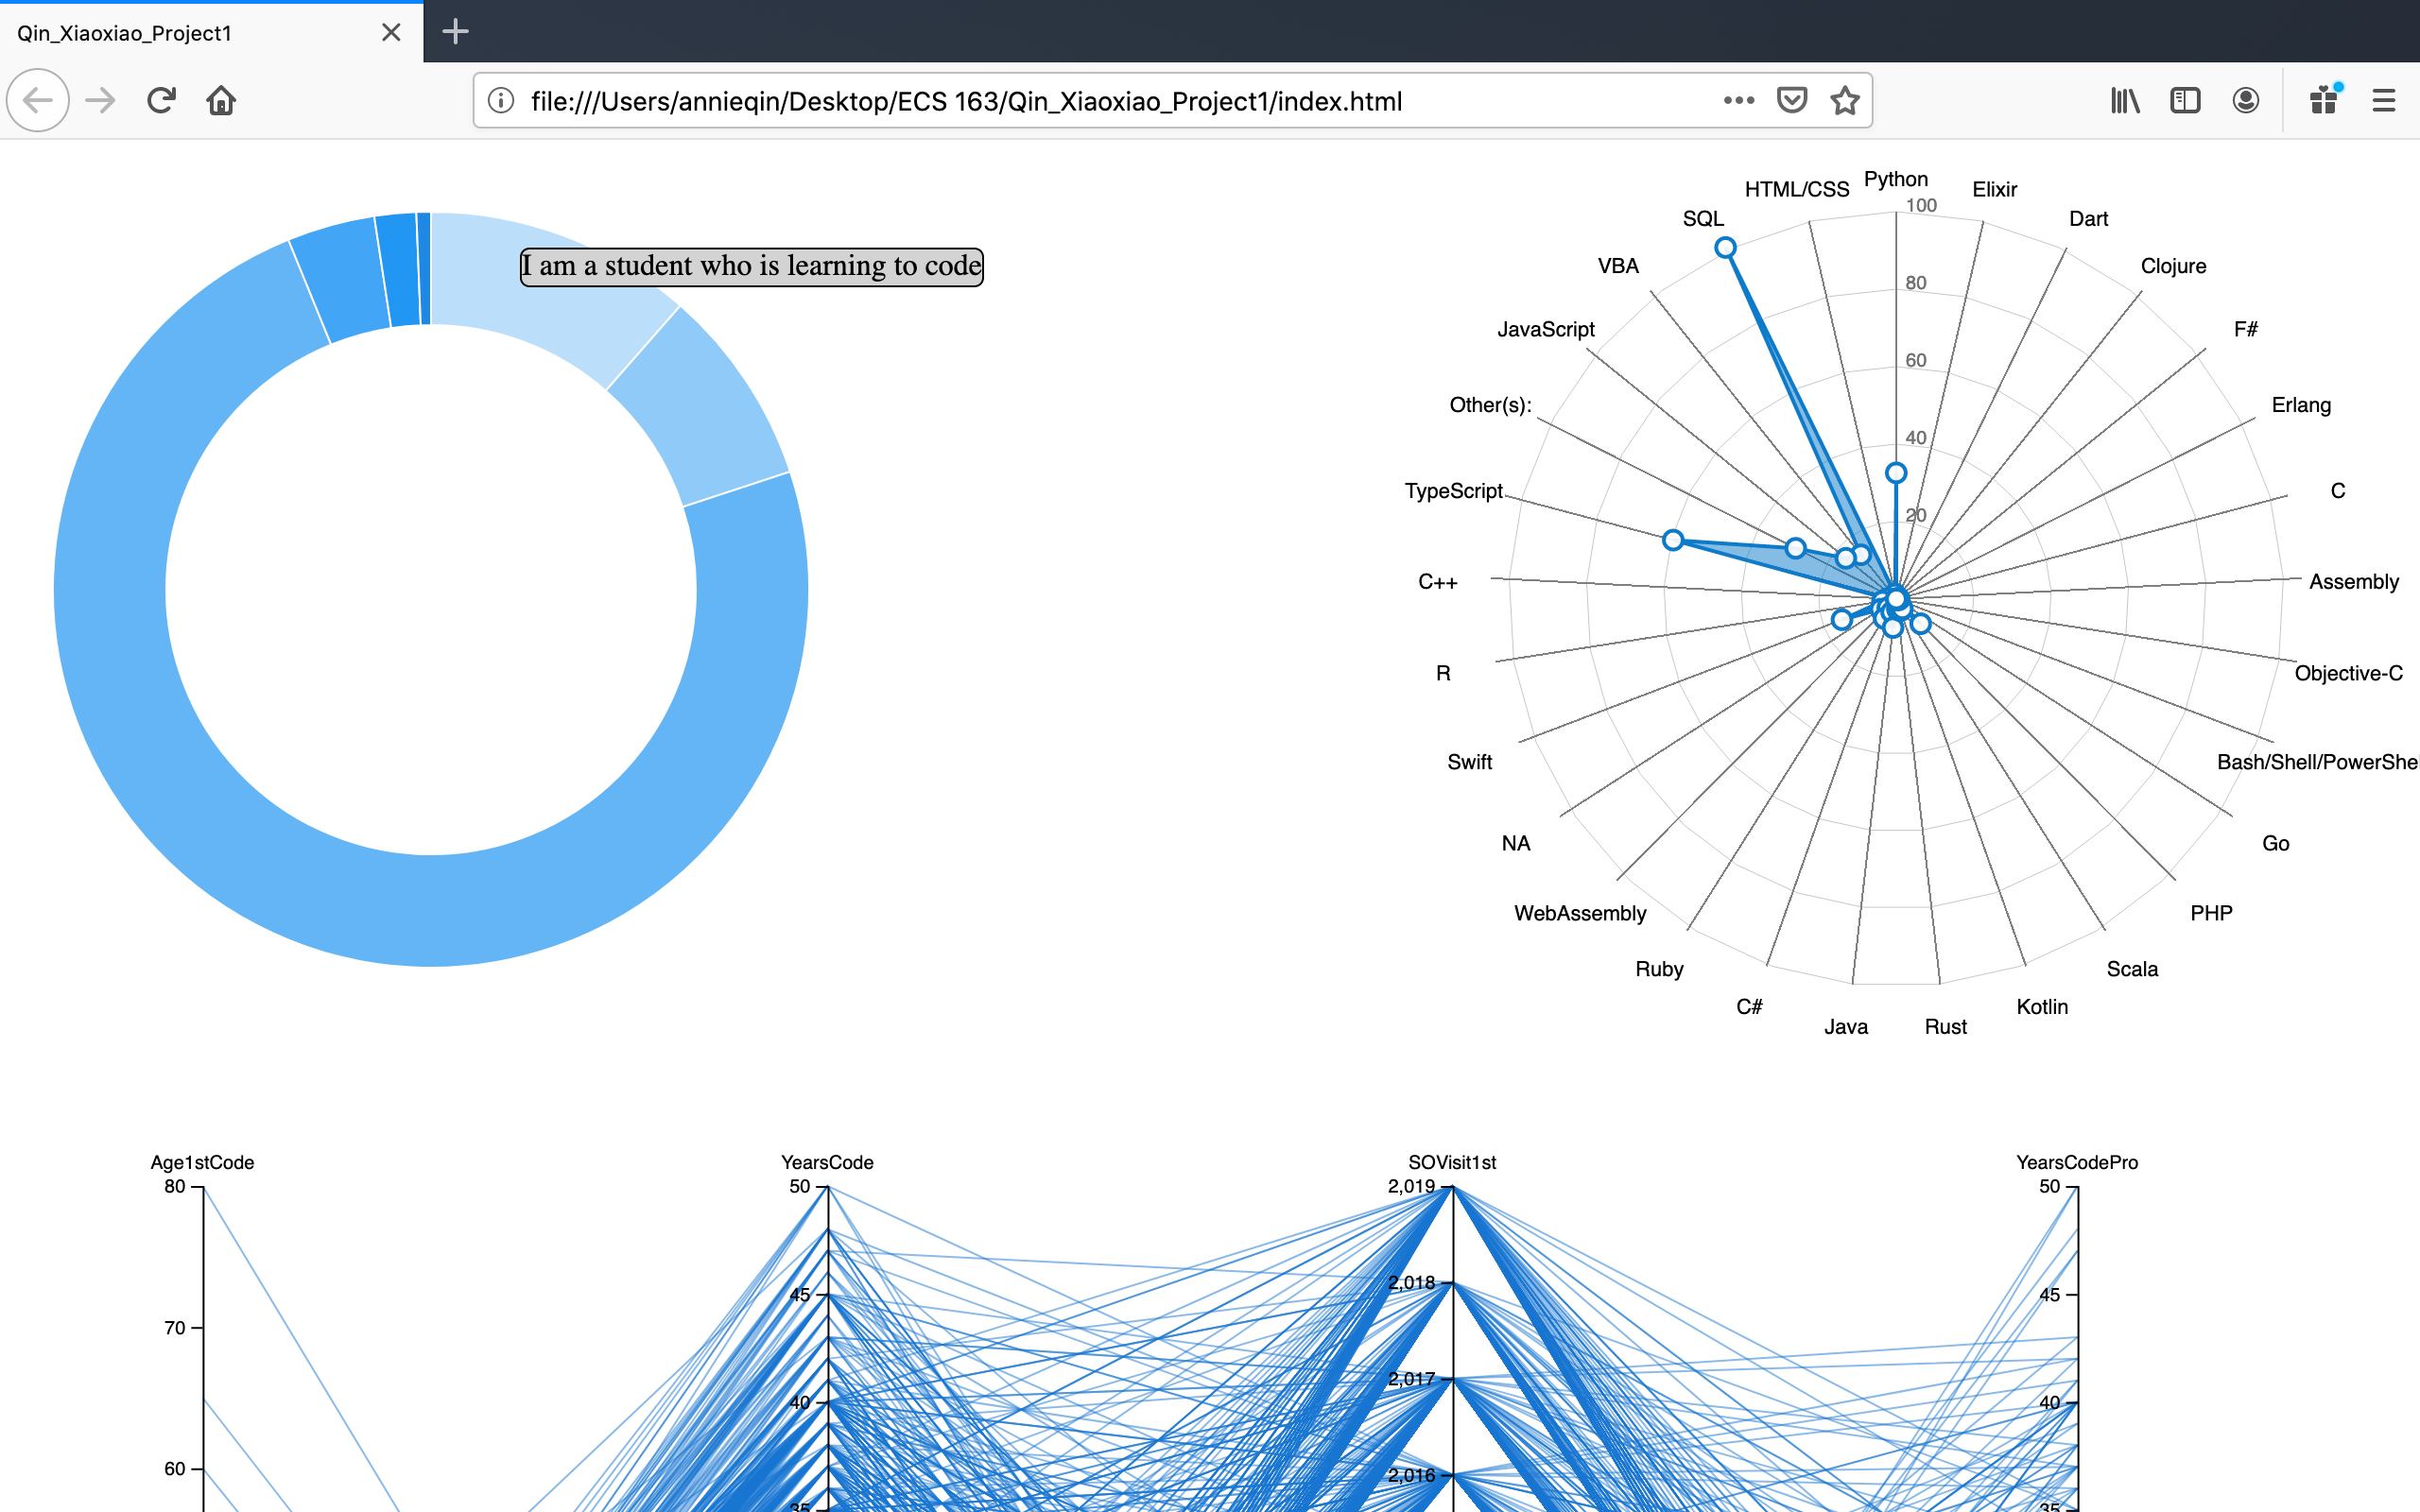 Qin_Xiaoxiao_Project1
file:///Users/annieqin/Desktop/ECS 163/Qin_Xiaoxiao_Project1/index.html
I am a student who is learning to code
Python
HTML/CSS
Elixir
SQL
Dart
VBA
Clojure
JavaScript
F#
Other(s):
Erlang
TypeScript
C
C++
Assembly
R
Objective-C
Swift
Bash/Shell/PowerShe
NA
Go
WebAssembly
PHP
Ruby
Scala
C#
Kotlin
Java
Rust
100
80
60
40
20
Age1stCode
80
70
60
YearsCode
50
45
40
35
SOVisit1st
2,019
2,018
2,017
2,016
YearsCodePro
50
45
40
35